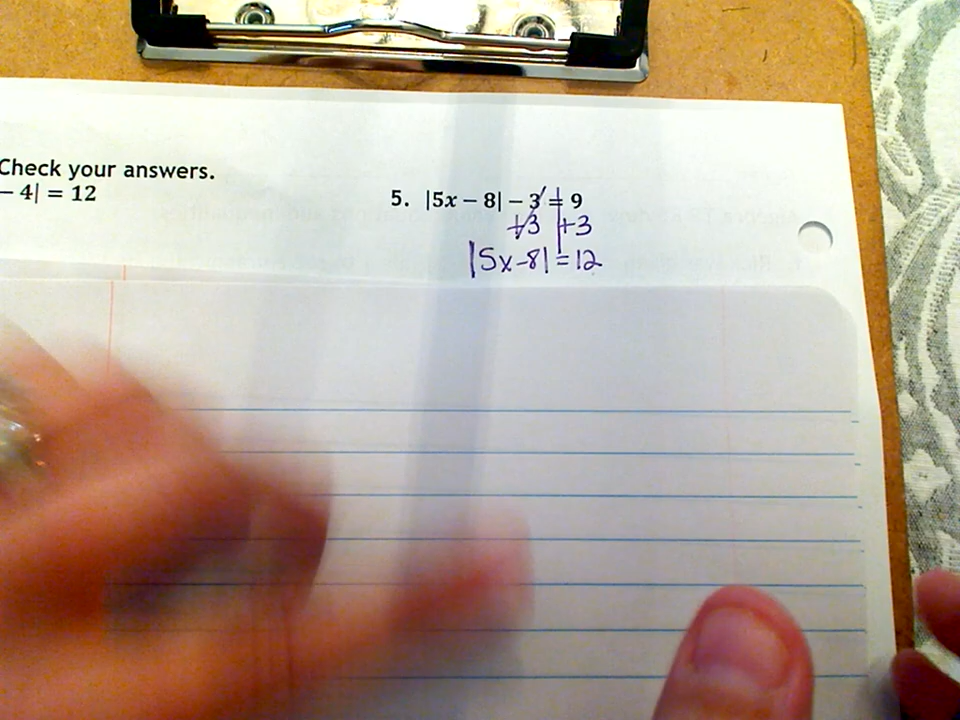 Check your answers.
− 4| = 12
5. |5x − 8| − 3 = 9
+3 +3
|5x-8| = 12